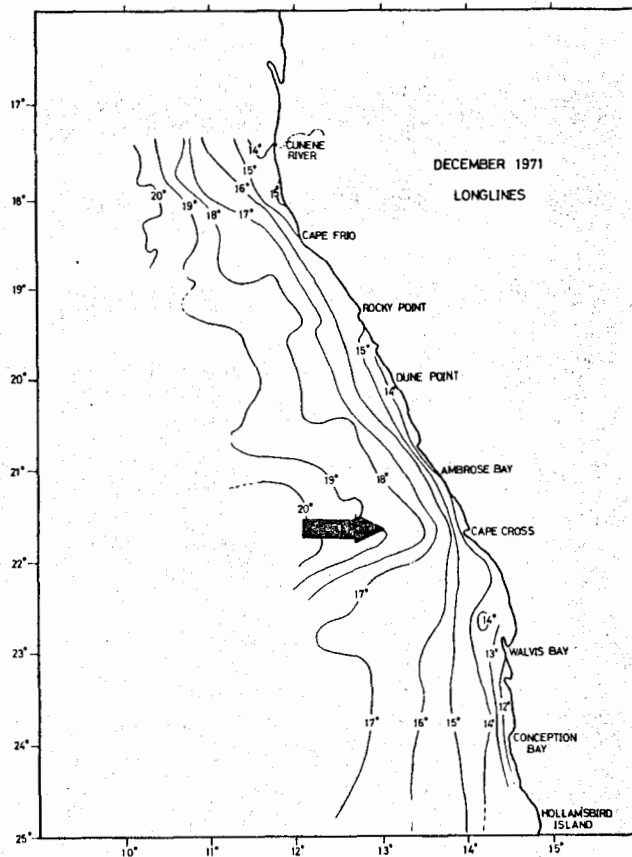 DECEMBER 1971
LONGLINES
17°
18°
19°
20°
21°
22°
23°
24°
25°
10°
11°
12°
13°
14°
15°
CUNENE
RIVER
CAPE FRIO
ROCKY POINT
DUNE POINT
AMBROSE BAY
CAPE CROSS
WALVIS BAY
CONCEPTION
BAY
HOLLAMSBIRD
ISLAND
14°
15°
16°
15°
20°
19°
18°
17°
15°
14°
19°
18°
20°
17°
14°
13°
12°
17°
16°
15°
14°